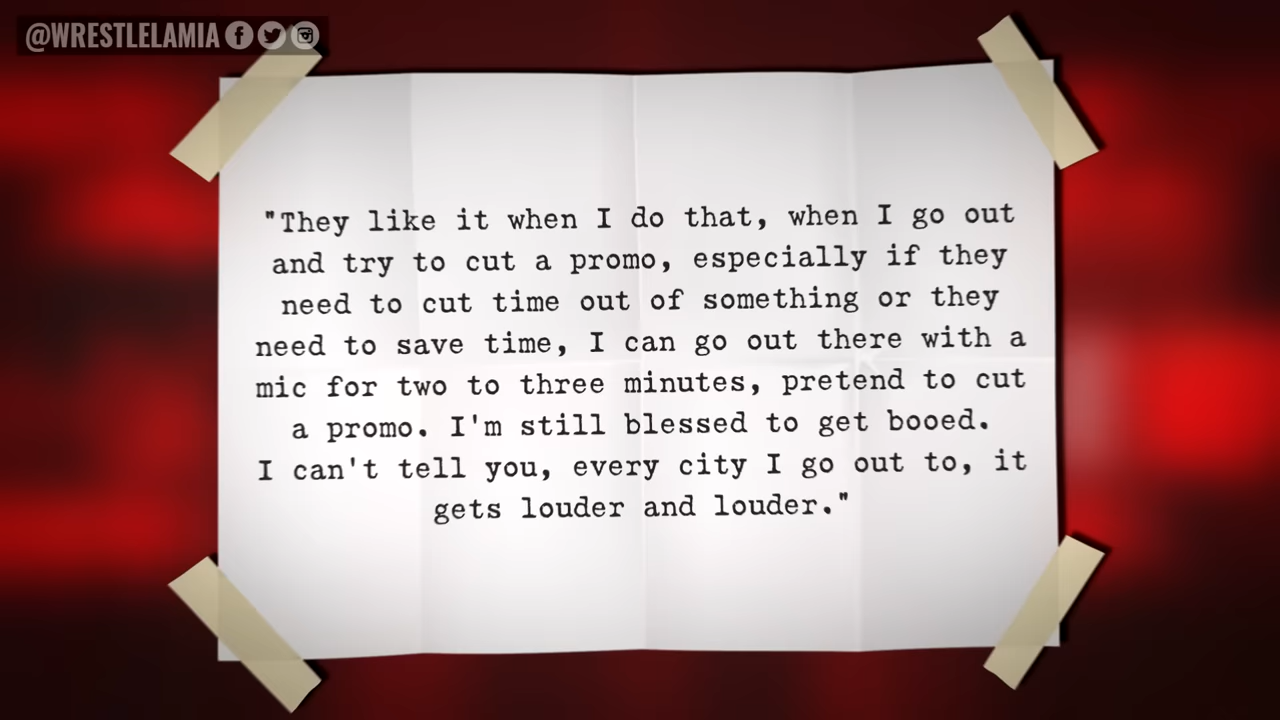 @WRESTLELAMIA
"They like it when I do that, when I go out
and try to cut a promo, especially if they
need to cut time out of something or they
need to save time, I can go out there with a
mic for two to three minutes, pretend to cut
a promo. I'm still blessed to get booed.
I can't tell you, every city I go out to, it
gets louder and louder."